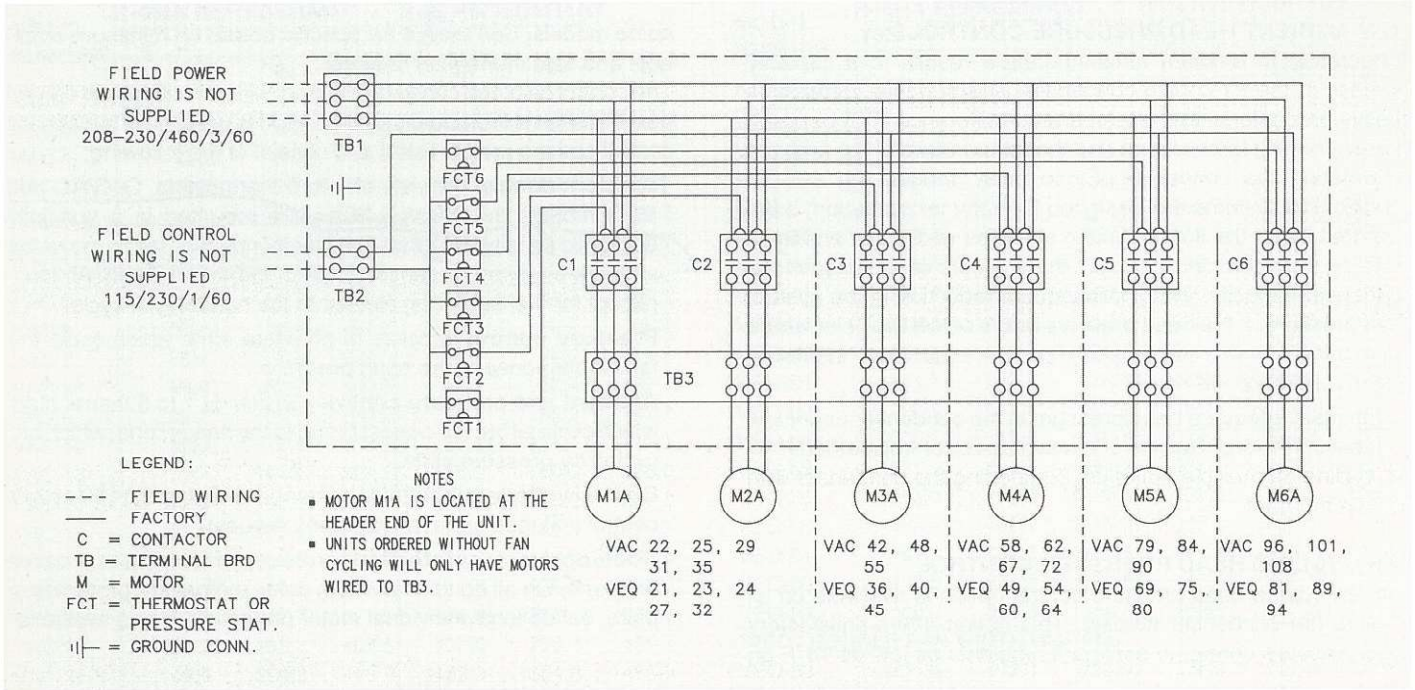 FIELD POWER
WIRING IS NOT
SUPPLIED
208-230/460/3/60
TB1
FCT6
FCT5
FIELD CONTROL
WIRING IS NOT
SUPPLIED
115/230/1/60
TB2
FCT4
FCT3
FCT2
FCT1
C1
C2
C3
C4
C5
C6
TB3
M1A
M2A
M3A
M4A
M5A
M6A
LEGEND:
FIELD WIRING
FACTORY
C = CONTACTOR
TB = TERMINAL BRD
M = MOTOR
FCT = THERMOSTAT OR
PRESSURE STAT.
= GROUND CONN.
NOTES
▪ MOTOR M1A IS LOCATED AT THE
HEADER END OF THE UNIT.
▪ UNITS ORDERED WITHOUT FAN
CYCLING WILL ONLY HAVE MOTORS
WIRED TO TB3.
VAC 22, 25, 29
31, 35
VEQ 21, 23, 24
27, 32
VAC 42, 48,
55
VEQ 36, 40,
45
VAC 58, 62,
67, 72
VEQ 49, 54,
60, 64
VAC 79, 84,
90
VEQ 69, 75,
80
VAC 96, 101,
108
VEQ 81, 89,
94